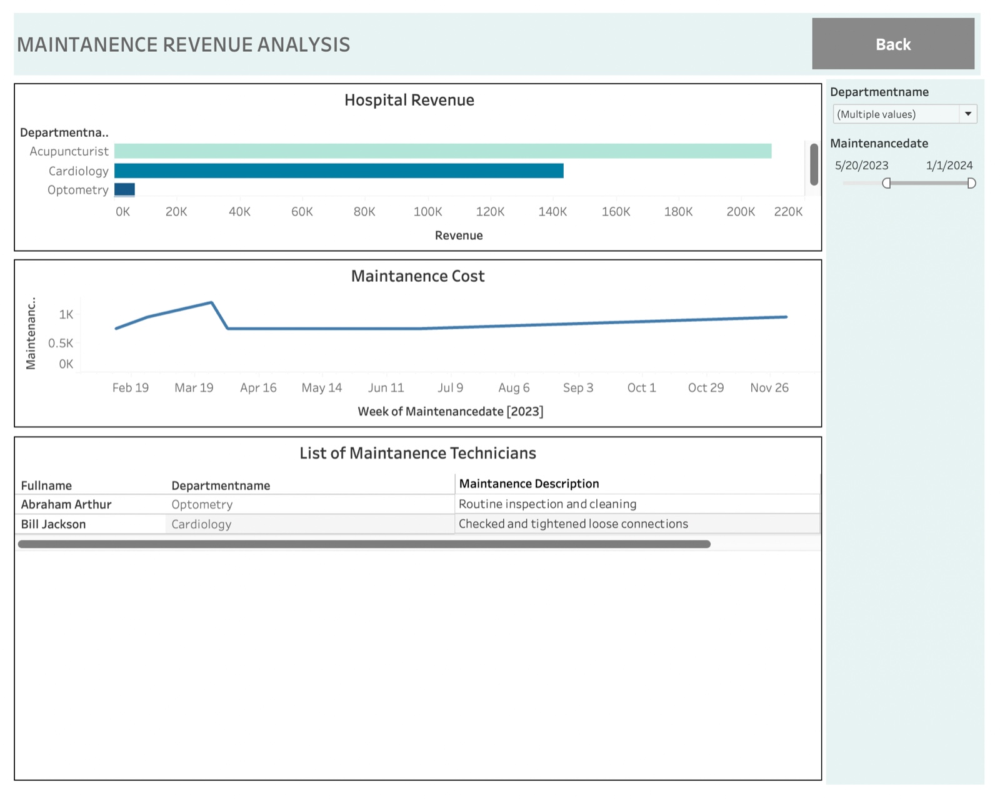 MAINTANENCE REVENUE ANALYSIS
Back
Hospital Revenue
Departmentna..
Acupuncturist
Cardiology
Optometry
0K 20K 40K 60K 80K 100K 120K 140K 160K 180K 200K 220K
Revenue
Departmentname
(Multiple values)
Maintenancedate
5/20/2023 1/1/2024
Maintanence Cost
Maintenanc..
1K
0.5K
0K
Feb 19 Mar 19 Apr 16 May 14 Jun 11 Jul 9 Aug 6 Sep 3 Oct 1 Oct 29 Nov 26
Week of Maintenancedate [2023]
List of Maintanence Technicians
Fullname Departmentname Maintanence Description
Abraham Arthur Optometry Routine inspection and cleaning
Bill Jackson Cardiology Checked and tightened loose connections